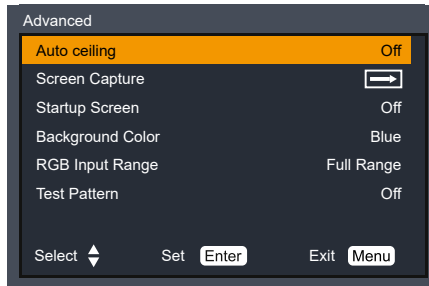 Advanced
Auto ceiling Off
Screen Capture
Startup Screen Off
Background Color Blue
RGB Input Range Full Range
Test Pattern Off
Select Set Enter Exit Menu